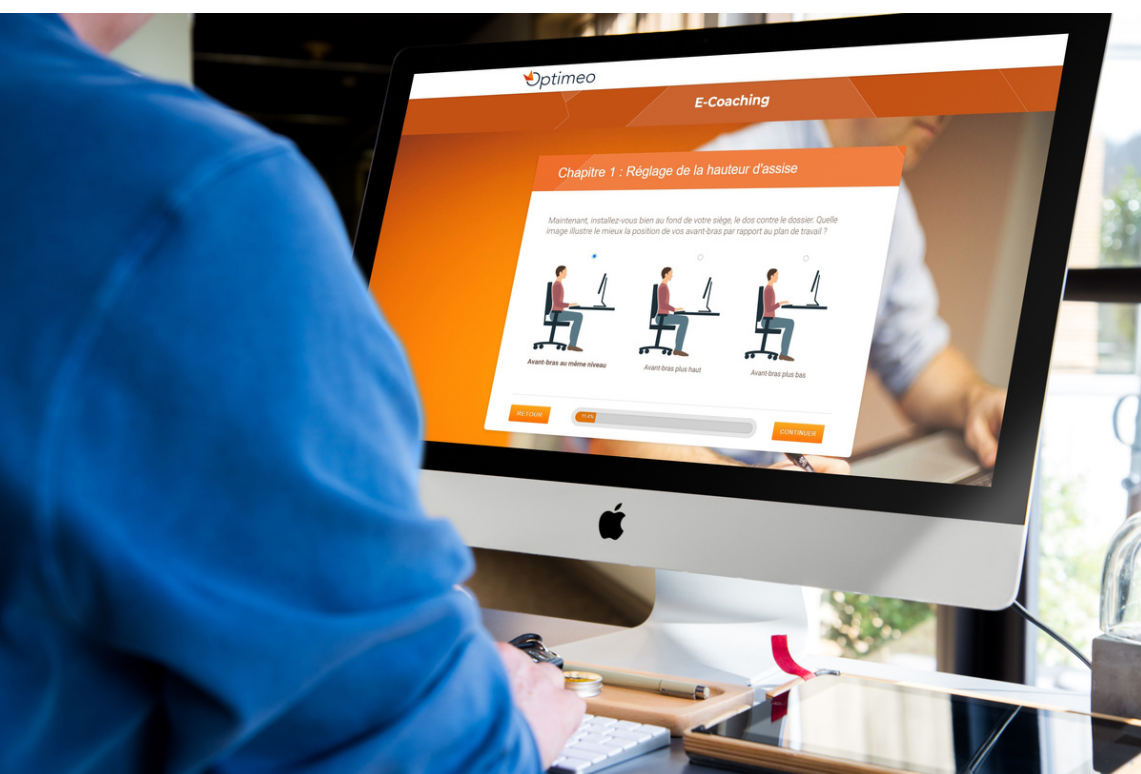 Optimeo
E-Coaching
Chapitre 1 : Réglage de la hauteur d'assise
Maintenant, installez-vous bien au fond de votre siège, le dos contre le dossier. Quelle
image illustre le mieux la position de vos avant-bras par rapport au plan de travail ?
Avant-bras au même niveau
Avant-bras plus haut
Avant-bras plus bas
RETOUR
CONTINUER